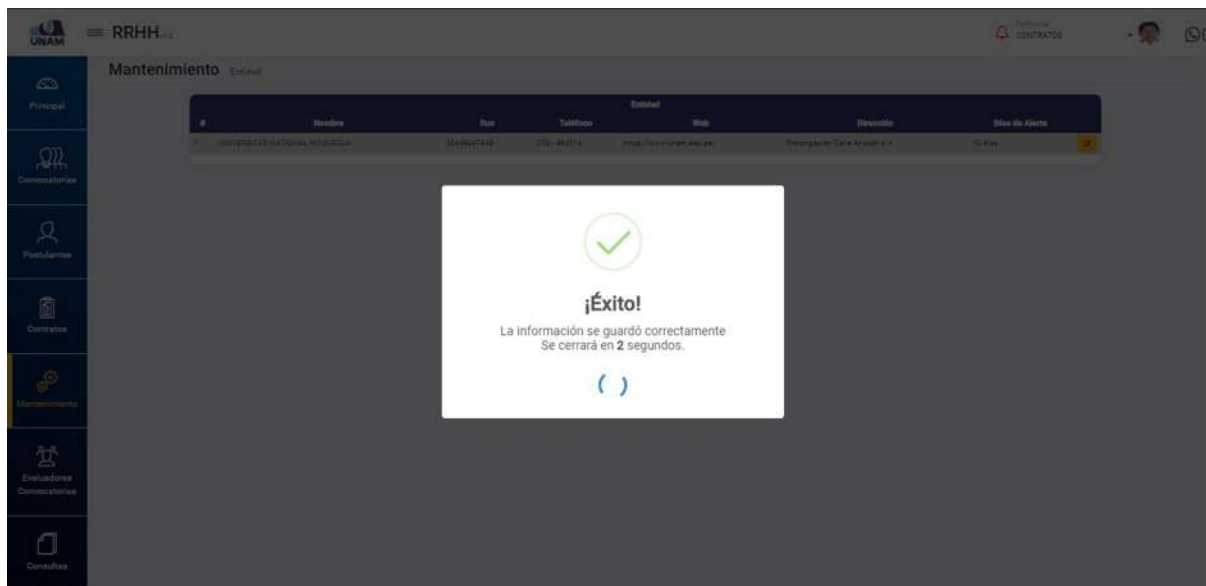 UNAM
RRHH
CONTRATOS
Mantenimiento Entidad
Principal
Convocatorias
Postulantes
Contratos
Mantenimiento
Evaluadores
Convocatorias
Consultas
Entidad
# Nombre Ruc Teléfono Web Dirección Días de Alerta
UNIVERSIDAD NACIONAL MOQUEGUA
¡Éxito!
La información se guardó correctamente
Se cerrará en 2 segundos.